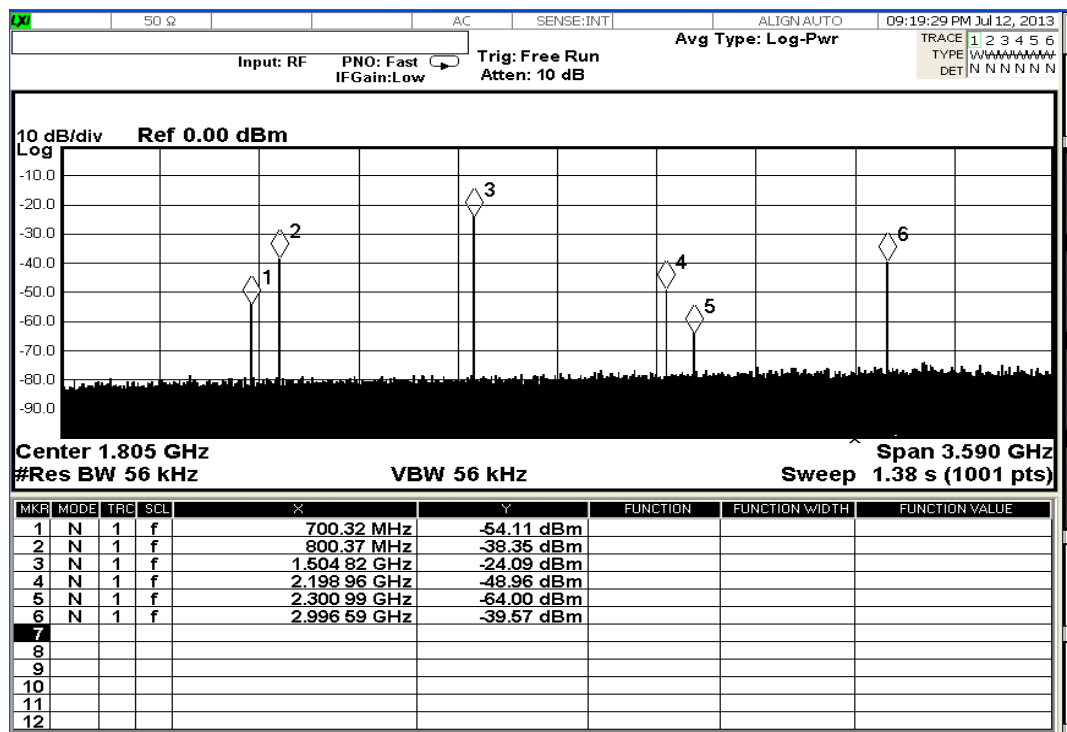 LXI 50 Ω AC SENSE:INT ALIGN AUTO 09:19:29 PM Jul 12, 2013
Avg Type: Log-Pwr TRACE 1 2 3 4 5 6
Input: RF PNO: Fast Trig: Free Run TYPE WWWWWW
IFGain:Low Atten: 10 dB DET N N N N N N
10 dB/div Ref 0.00 dBm
Log
-10.0
-20.0
-30.0
-40.0
-50.0
-60.0
-70.0
-80.0
-90.0
3
2
6
4
1
5
Center 1.805 GHz Span 3.590 GHz
#Res BW 56 kHz VBW 56 kHz Sweep 1.38 s (1001 pts)
MKR MODE TRC SCL X Y FUNCTION FUNCTION WIDTH FUNCTION VALUE
1 N 1 f 700.32 MHz -54.11 dBm
2 N 1 f 800.37 MHz -38.35 dBm
3 N 1 f 1.504 82 GHz -24.09 dBm
4 N 1 f 2.198 96 GHz -48.96 dBm
5 N 1 f 2.300 99 GHz -64.00 dBm
6 N 1 f 2.996 59 GHz -39.57 dBm
7
8
9
10
11
12